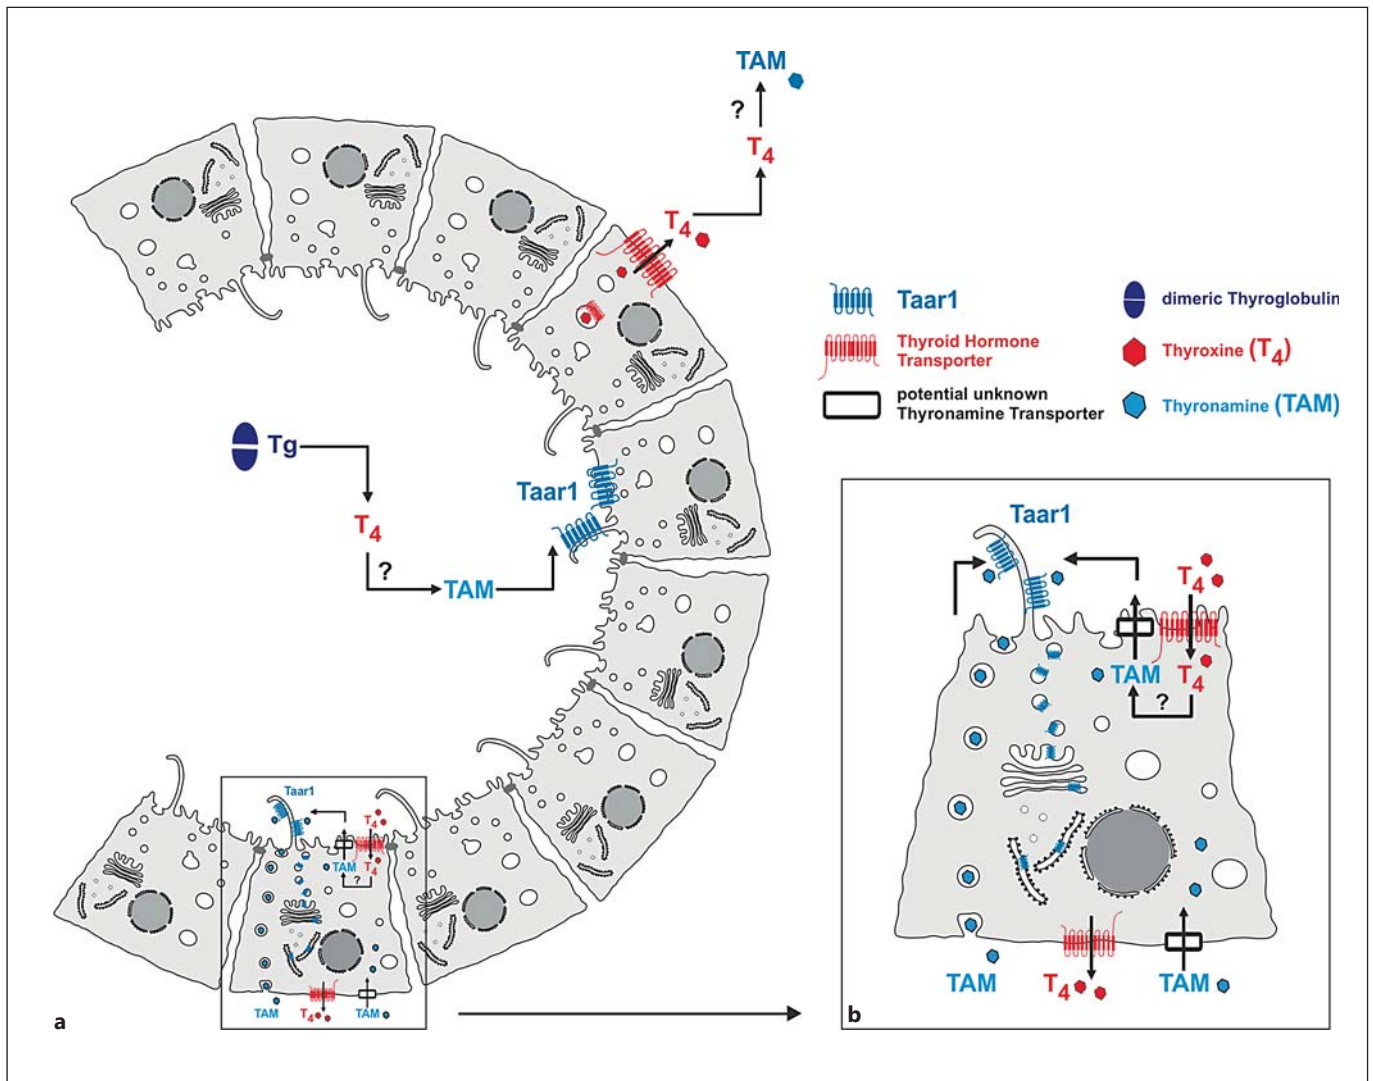 TAM
?
T4
T4
Taar1
dimeric Thyroglobulin
Thyroid Hormone
Transporter
Thyroxine (T4)
potential unknown
Thyronamine Transporter
Thyronamine (TAM)
Tg
Taar1
T4
?
TAM
Taar1
T4
TAM
T4
?
TAM
T4
TAM
a
Taar1
T4
TAM
T4
?
TAM
T4
TAM
b